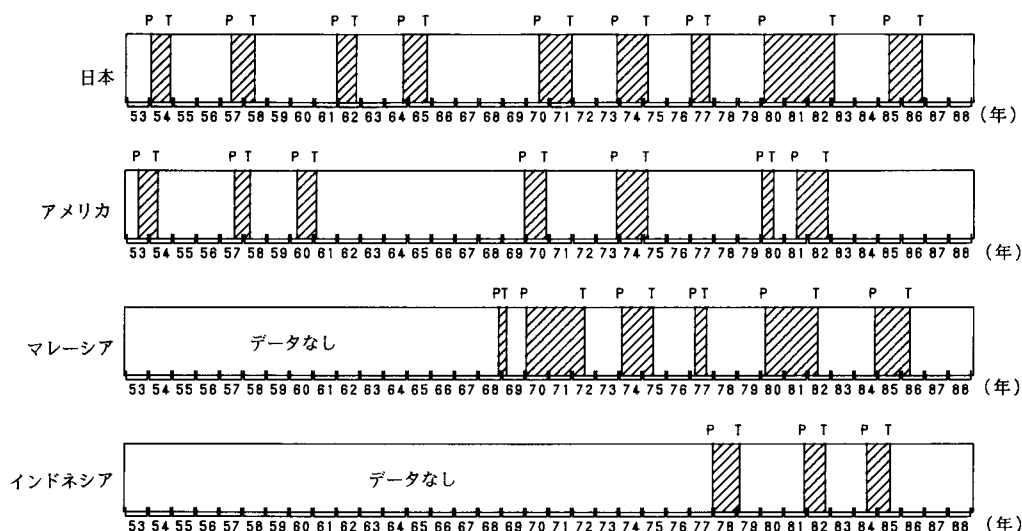 P T P T P T P T P T P T P T P T P T
日本
53 54 55 56 57 58 59 60 61 62 63 64 65 66 67 68 69 70 71 72 73 74 75 76 77 78 79 80 81 82 83 84 85 86 87 88 (年)
P T P T P T P T P T P T P T
アメリカ
53 54 55 56 57 58 59 60 61 62 63 64 65 66 67 68 69 70 71 72 73 74 75 76 77 78 79 80 81 82 83 84 85 86 87 88 (年)
PT P T P T P T P T P T
マレーシア データなし
53 54 55 56 57 58 59 60 61 62 63 64 65 66 67 68 69 70 71 72 73 74 75 76 77 78 79 80 81 82 83 84 85 86 87 88 (年)
P T P T P T
インドネシア データなし
53 54 55 56 57 58 59 60 61 62 63 64 65 66 67 68 69 70 71 72 73 74 75 76 77 78 79 80 81 82 83 84 85 86 87 88 (年)